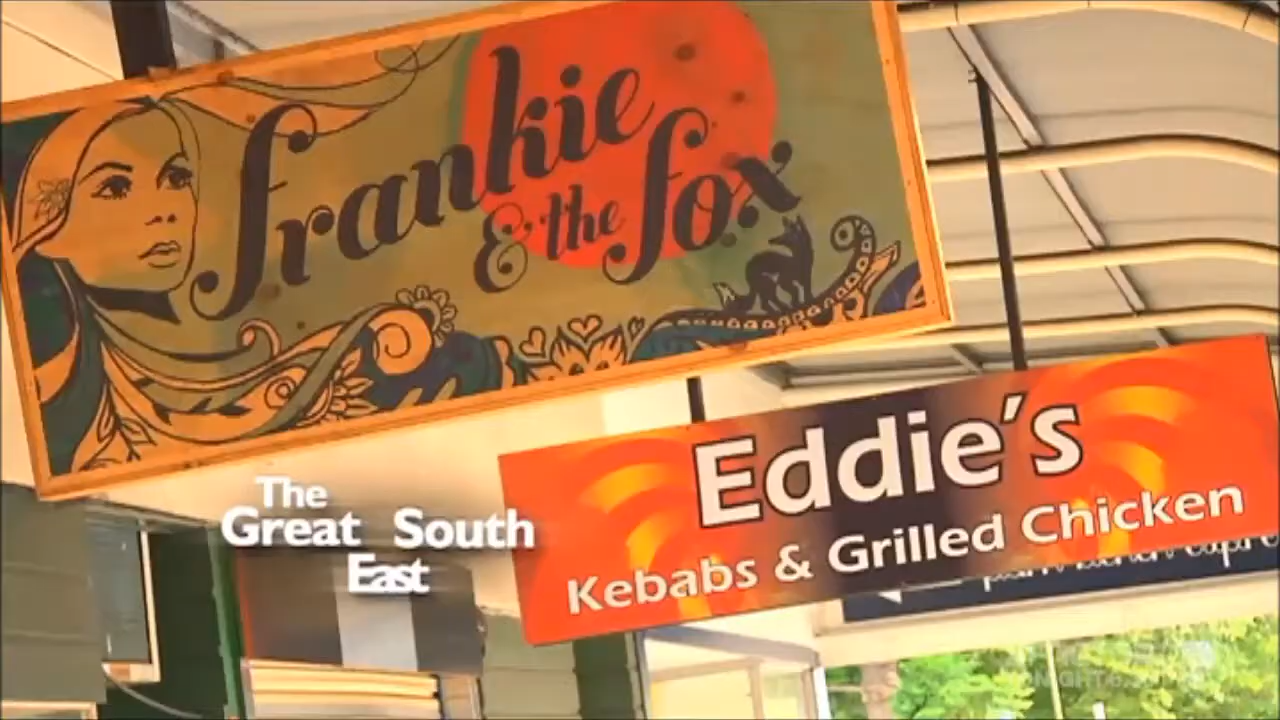 frankie
& the fox
Eddie's
Kebabs & Grilled Chicken
The
Great South
East